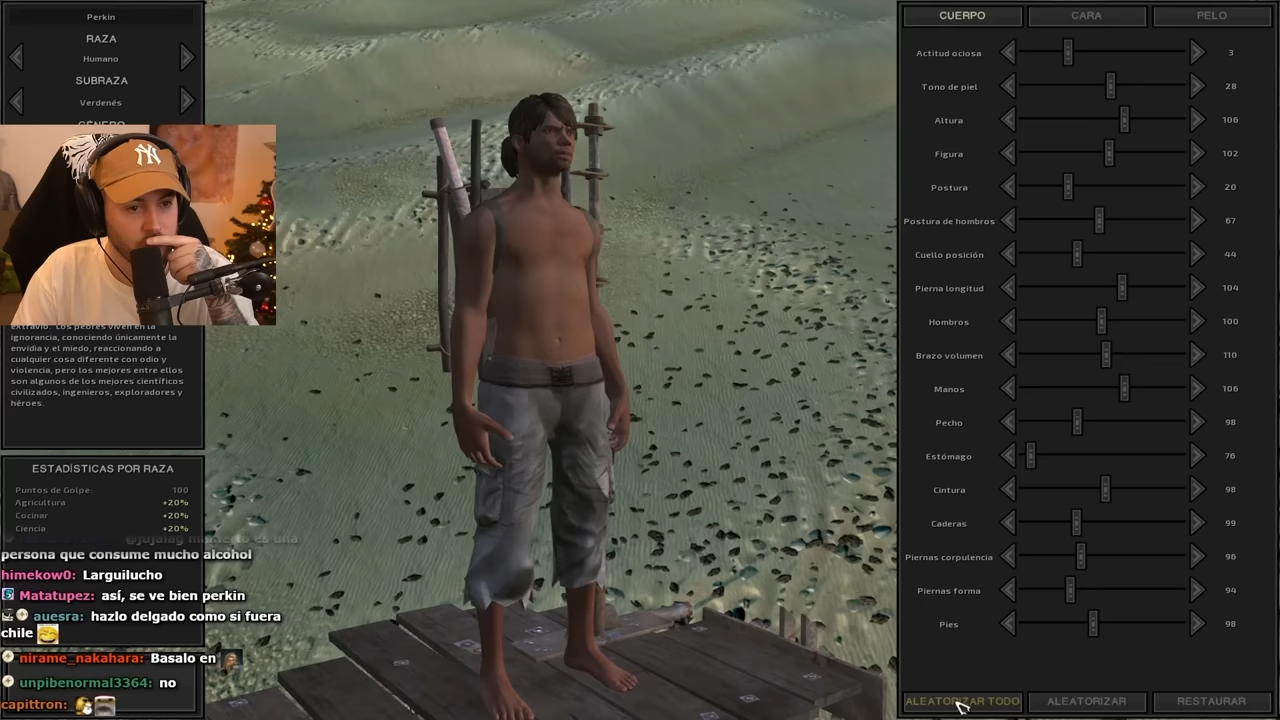 Perkin
RAZA
Humano
SUBRAZA
Verdenés
GÉNERO
extravío. Los peores viven en la
ignorancia, conociendo únicamente la
envidia y el miedo, reaccionando a
cualquier cosa diferente con odio y
violencia, pero los mejores entre ellos
son algunos de los mejores científicos
civilizados, ingenieros, exploradores y
héroes.
ESTADÍSTICAS POR RAZA
Puntos de Golpe: 100
Agricultura +20%
Cocinar +20%
Ciencia +20%
es una
persona que consume mucho alcohol
himekow0: Larguilucho
Matatupez: así, se ve bien perkin
auesra: hazlo delgado como si fuera
chile
nirame_nakahara: Basalo en
unpibenormal3364: no
capittron:
CUERPO
CARA
PELO
Actitud ociosa 3
Tono de piel 28
Altura 106
Figura 102
Postura 20
Postura de hombros 67
Cuello posición 44
Pierna longitud 104
Hombros 100
Brazo volumen 110
Manos 106
Pecho 98
Estómago 76
Cintura 98
Caderas 99
Piernas corpulencia 96
Piernas forma 94
Pies 98
ALEATORIZAR TODO
ALEATORIZAR
RESTAURAR
NY